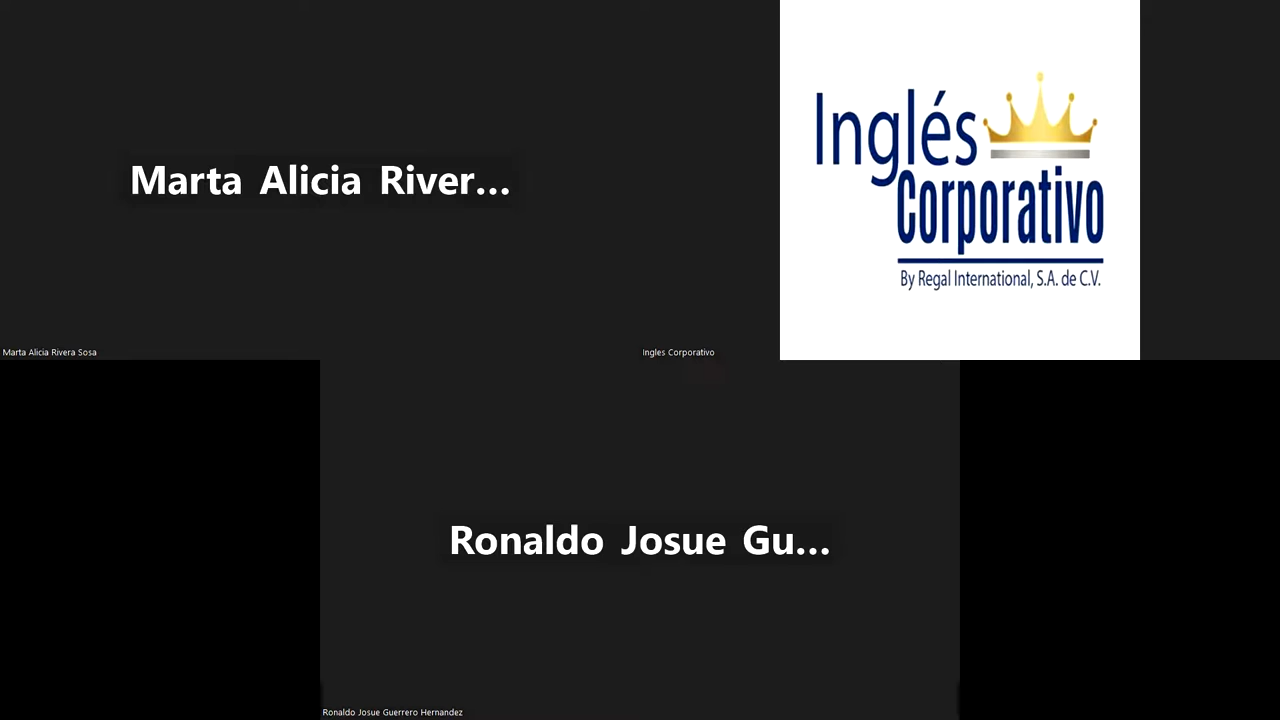 Marta Alicia River...
Inglés
Corporativo
By Regal International, S.A. de C.V.
Marta Alicia Rivera Sosa
Ingles Corporativo
Ronaldo Josue Gu...
Ronaldo Josue Guerrero Hernandez